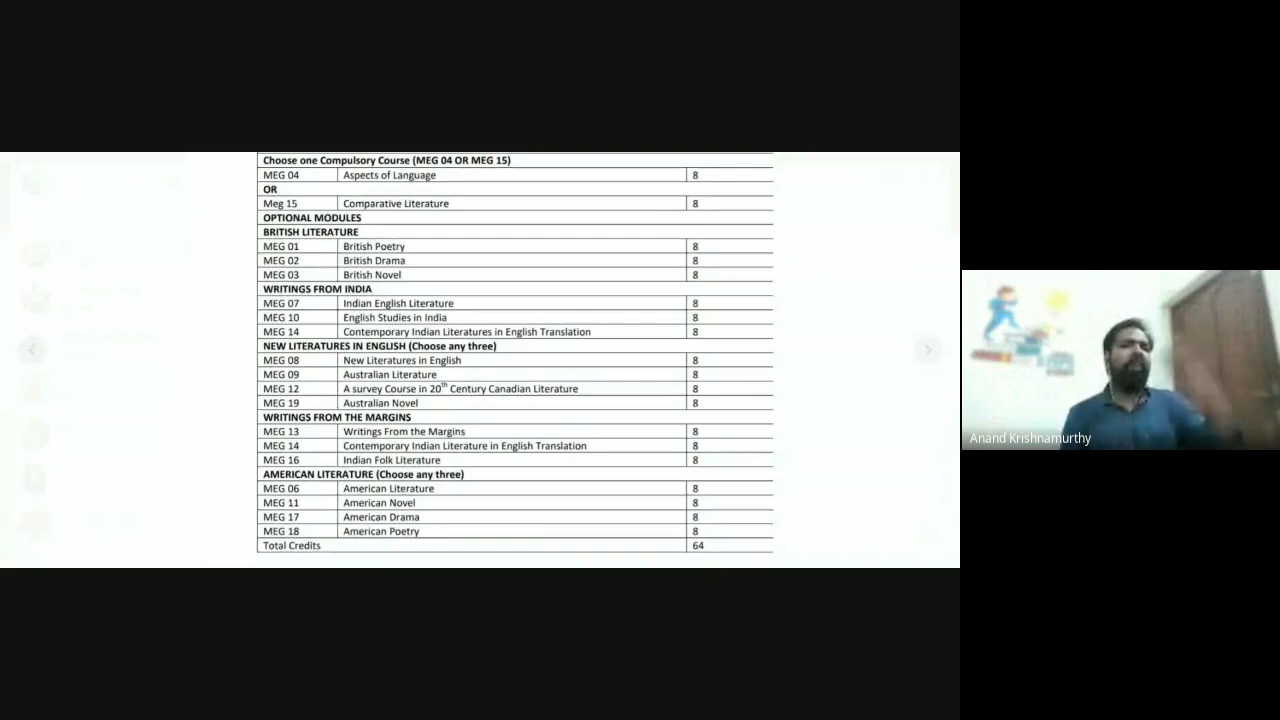 Choose one Compulsory Course (MEG 04 OR MEG 15)
MEG 04 Aspects of Language 8
OR
Meg 15 Comparative Literature 8
OPTIONAL MODULES
BRITISH LITERATURE
MEG 01 British Poetry 8
MEG 02 British Drama 8
MEG 03 British Novel 8
WRITINGS FROM INDIA
MEG 07 Indian English Literature 8
MEG 10 English Studies in India 8
MEG 14 Contemporary Indian Literatures in English Translation 8
NEW LITERATURES IN ENGLISH (Choose any three)
MEG 08 New Literatures in English 8
MEG 09 Australian Literature 8
MEG 12 A survey Course in 20th Century Canadian Literature 8
MEG 19 Australian Novel 8
WRITINGS FROM THE MARGINS
MEG 13 Writings From the Margins 8
MEG 14 Contemporary Indian Literature in English Translation 8
MEG 16 Indian Folk Literature 8
AMERICAN LITERATURE (Choose any three)
MEG 06 American Literature 8
MEG 11 American Novel 8
MEG 17 American Drama 8
MEG 18 American Poetry 8
Total Credits 64
Anand Krishnamurthy